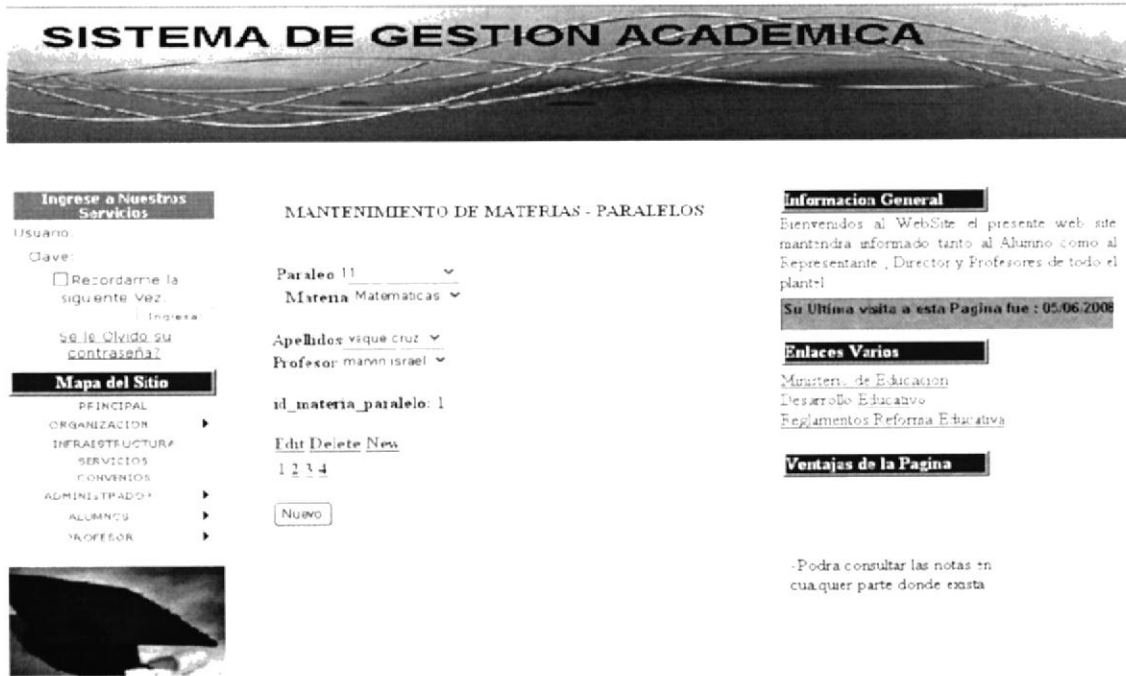 SISTEMA DE GESTION ACADEMICA
Ingrese a Nuestros
Servicios
Usuario:
Clave:
Recordarme la
siguiente Vez.
Ingresar
Se le Olvido su
contraseña?
Mapa del Sitio
PRINCIPAL
ORGANIZACION
INFRAESTRUCTURA
SERVICIOS
CONVENIOS
ADMINISTRADOR
ALUMNOS
PROFESOR
MANTENIMIENTO DE MATERIAS - PARALELOS
Paraleo 11
Materia Matematicas
Apellidos vaque cruz
Profesor marvin israel
id_materia_paralelo: 1
Edit Delete New
1 2 3 4
Nuevo
Informacion General
Bienvenidos al WebSite el presente web site
mantendra informado tanto al Alumno como al
Representante , Director y Profesores de todo el
plantel
Su Ultima visita a esta Pagina fue : 05/06/2008
Enlaces Varios
Ministerio de Educacion
Desarrollo Educativo
Reglamentos Reforma Educativa
Ventajas de la Pagina
-Podra consultar las notas en
cualquier parte donde exista